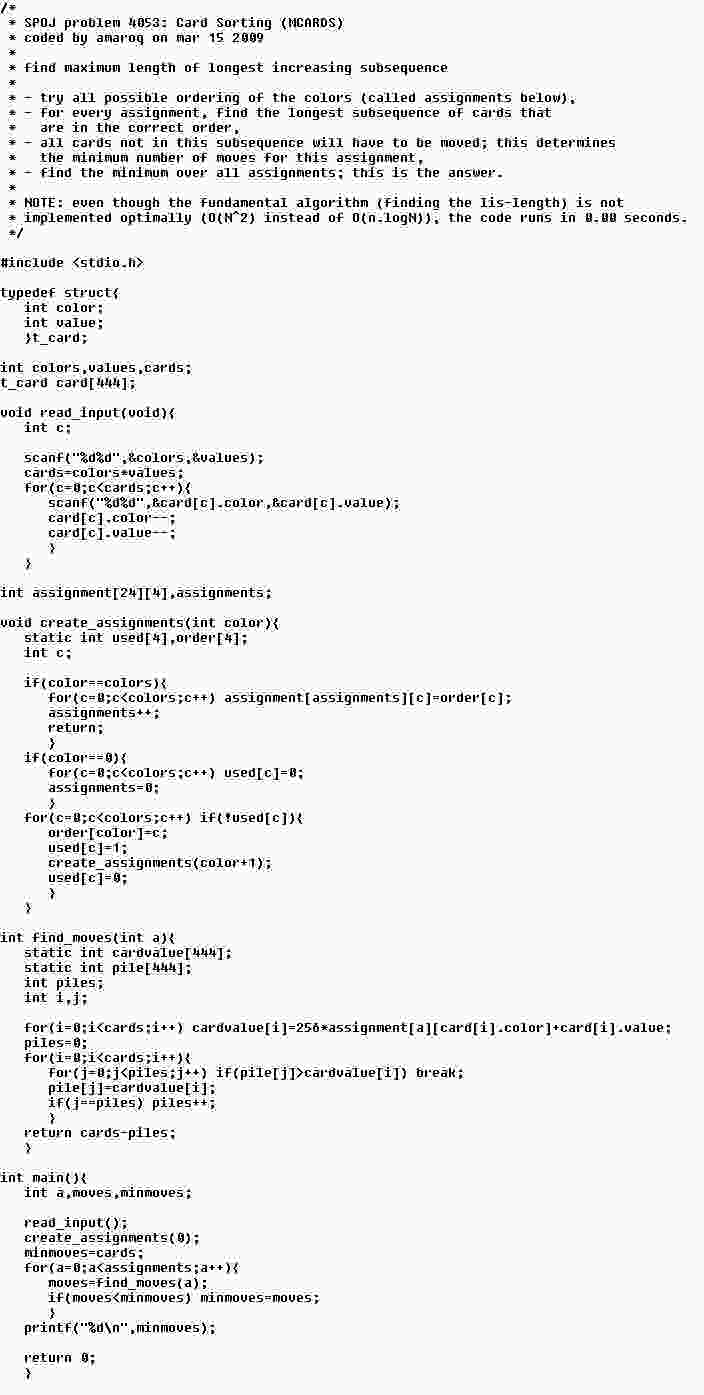 /*
 * SPOJ problem 4053: Card Sorting (MCARDS)
 * coded by amaroq on mar 15 2009
 *
 * find maximum length of longest increasing subsequence
 *
 * - try all possible ordering of the colors (called assignments below),
 * - for every assignment, find the longest subsequence of cards that
 *   are in the correct order,
 * - all cards not in this subsequence will have to be moved; this determines
 *   the minimum number of moves for this assignment,
 * - find the minimum over all assignments; this is the answer.
 *
 * NOTE: even though the fundamental algorithm (finding the lis-length) is not
 * implemented optimally (O(N^2) instead of O(n.logN)), the code runs in 0.00 seconds.
 */

#include <stdio.h>

typedef struct{
   int color;
   int value;
   }t_card;

int colors,values,cards;
t_card card[444];

void read_input(void){
   int c;

   scanf("%d%d",&colors,&values);
   cards=colors*values;
   for(c=0;c<cards;c++){
      scanf("%d%d",&card[c].color,&card[c].value);
      card[c].color--;
      card[c].value--;
      }
   }

int assignment[24][4],assignments;

void create_assignments(int color){
   static int used[4],order[4];
   int c;

   if(color==colors){
      for(c=0;c<colors;c++) assignment[assignments][c]=order[c];
      assignments++;
      return;
      }
   if(color==0){
      for(c=0;c<colors;c++) used[c]=0;
      assignments=0;
      }
   for(c=0;c<colors;c++) if(!used[c]){
      order[color]=c;
      used[c]=1;
      create_assignments(color+1);
      used[c]=0;
      }
   }

int find_moves(int a){
   static int cardvalue[444];
   static int pile[444];
   int piles;
   int i,j;

   for(i=0;i<cards;i++) cardvalue[i]=256*assignment[a][card[i].color]+card[i].value;
   piles=0;
   for(i=0;i<cards;i++){
      for(j=0;j<piles;j++) if(pile[j]>cardvalue[i]) break;
      pile[j]=cardvalue[i];
      if(j==piles) piles++;
      }
   return cards-piles;
   }

int main(){
   int a,moves,minmoves;

   read_input();
   create_assignments(0);
   minmoves=cards;
   for(a=0;a<assignments;a++){
      moves=find_moves(a);
      if(moves<minmoves) minmoves=moves;
      }
   printf("%d\n",minmoves);

   return 0;
   }